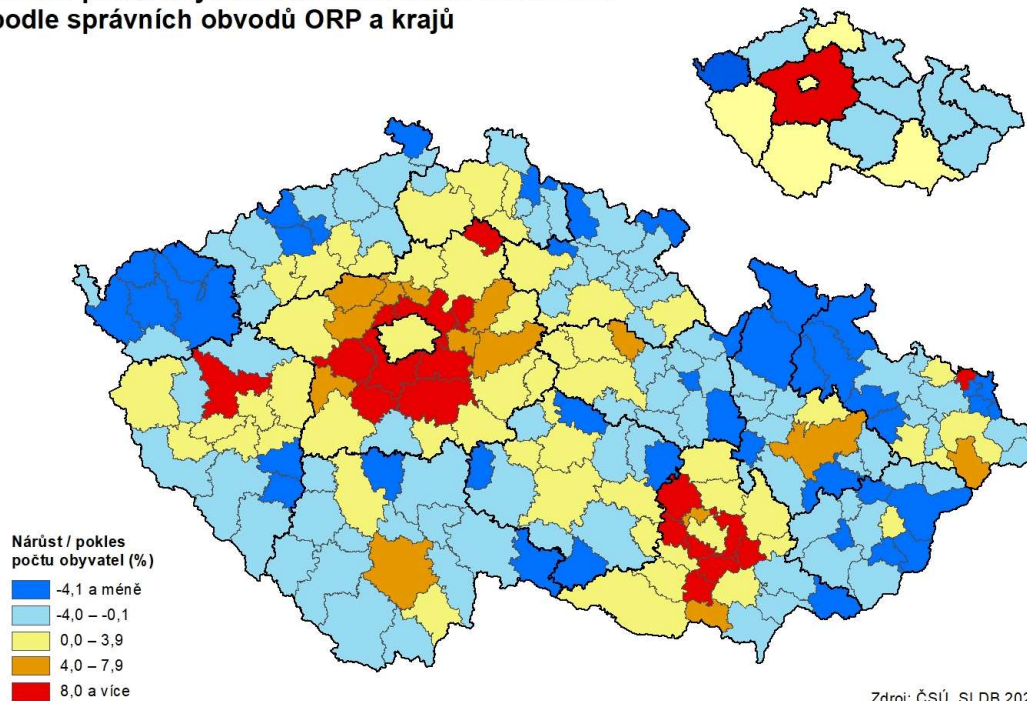 podle správních obvodů ORP a krajů
Nárůst / pokles
počtu obyvatel (%)
-4,1 a méně
-4,0 – -0,1
0,0 – 3,9
4,0 – 7,9
8,0 a více
Zdroj: ČSÚ, SLDB